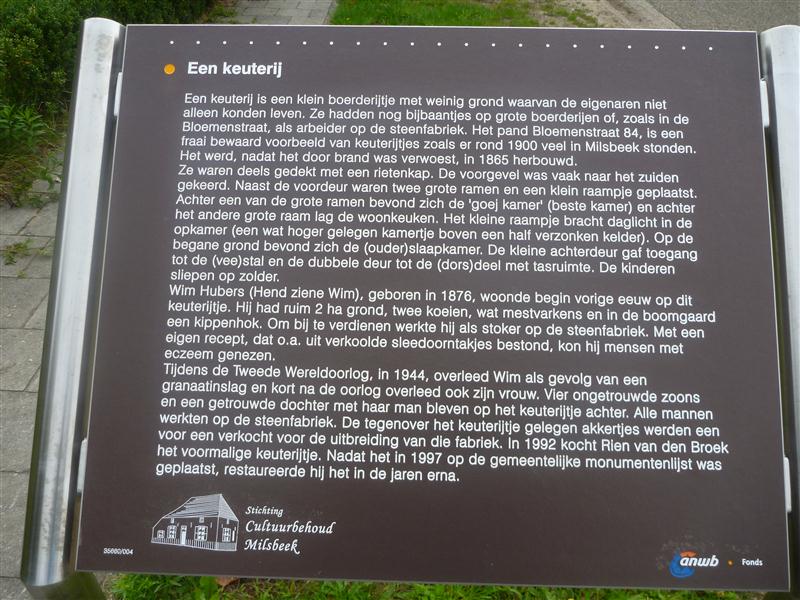 Een keuterij
Een keuterij is een klein boerderijtje met weinig grond waarvan de eigenaren niet
alleen konden leven. Ze hadden nog bijbaantjes op grote boerderijen of, zoals in de
Bloemenstraat, als arbeider op de steenfabriek. Het pand Bloemenstraat 84, is een
fraai bewaard voorbeeld van keuterijtjes zoals er rond 1900 veel in Milsbeek stonden.
Het werd, nadat het door brand was verwoest, in 1865 herbouwd.
Ze waren deels gedekt met een rietenkap. De voorgevel was vaak naar het zuiden
gekeerd. Naast de voordeur waren twee grote ramen en een klein raampje geplaatst.
Achter een van de grote ramen bevond zich de 'goej kamer' (beste kamer) en achter
het andere grote raam lag de woonkeuken. Het kleine raampje bracht daglicht in de
opkamer (een wat hoger gelegen kamertje boven een half verzonken kelder). Op de
begane grond bevond zich de (ouder)slaapkamer. De kleine achterdeur gaf toegang
tot de (vee)stal en de dubbele deur tot de (dors)deel met tasruimte. De kinderen
sliepen op zolder.
Wim Hubers (Hend ziene Wim), geboren in 1876, woonde begin vorige eeuw op dit
keuterijtje. Hij had ruim 2 ha grond, twee koeien, wat mestvarkens en in de boomgaard
een kippenhok. Om bij te verdienen werkte hij als stoker op de steenfabriek. Met een
eigen recept, dat o.a. uit verkoolde sleedoorntakjes bestond, kon hij mensen met
eczeem genezen.
Tijdens de Tweede Wereldoorlog, in 1944, overleed Wim als gevolg van een
granaatinslag en kort na de oorlog overleed ook zijn vrouw. Vier ongetrouwde zoons
en een getrouwde dochter met haar man bleven op het keuterijtje achter. Alle mannen
werkten op de steenfabriek. De tegenover het keuterijtje gelegen akkertjes werden een
voor een verkocht voor de uitbreiding van die fabriek. In 1992 kocht Rien van den Broek
het voormalige keuterijtje. Nadat het in 1997 op de gemeentelijke monumentenlijst was
geplaatst, restaureerde hij het in de jaren erna.
Stichting
Cultuurbehoud
Milsbeek
35680/004
anwb Fonds